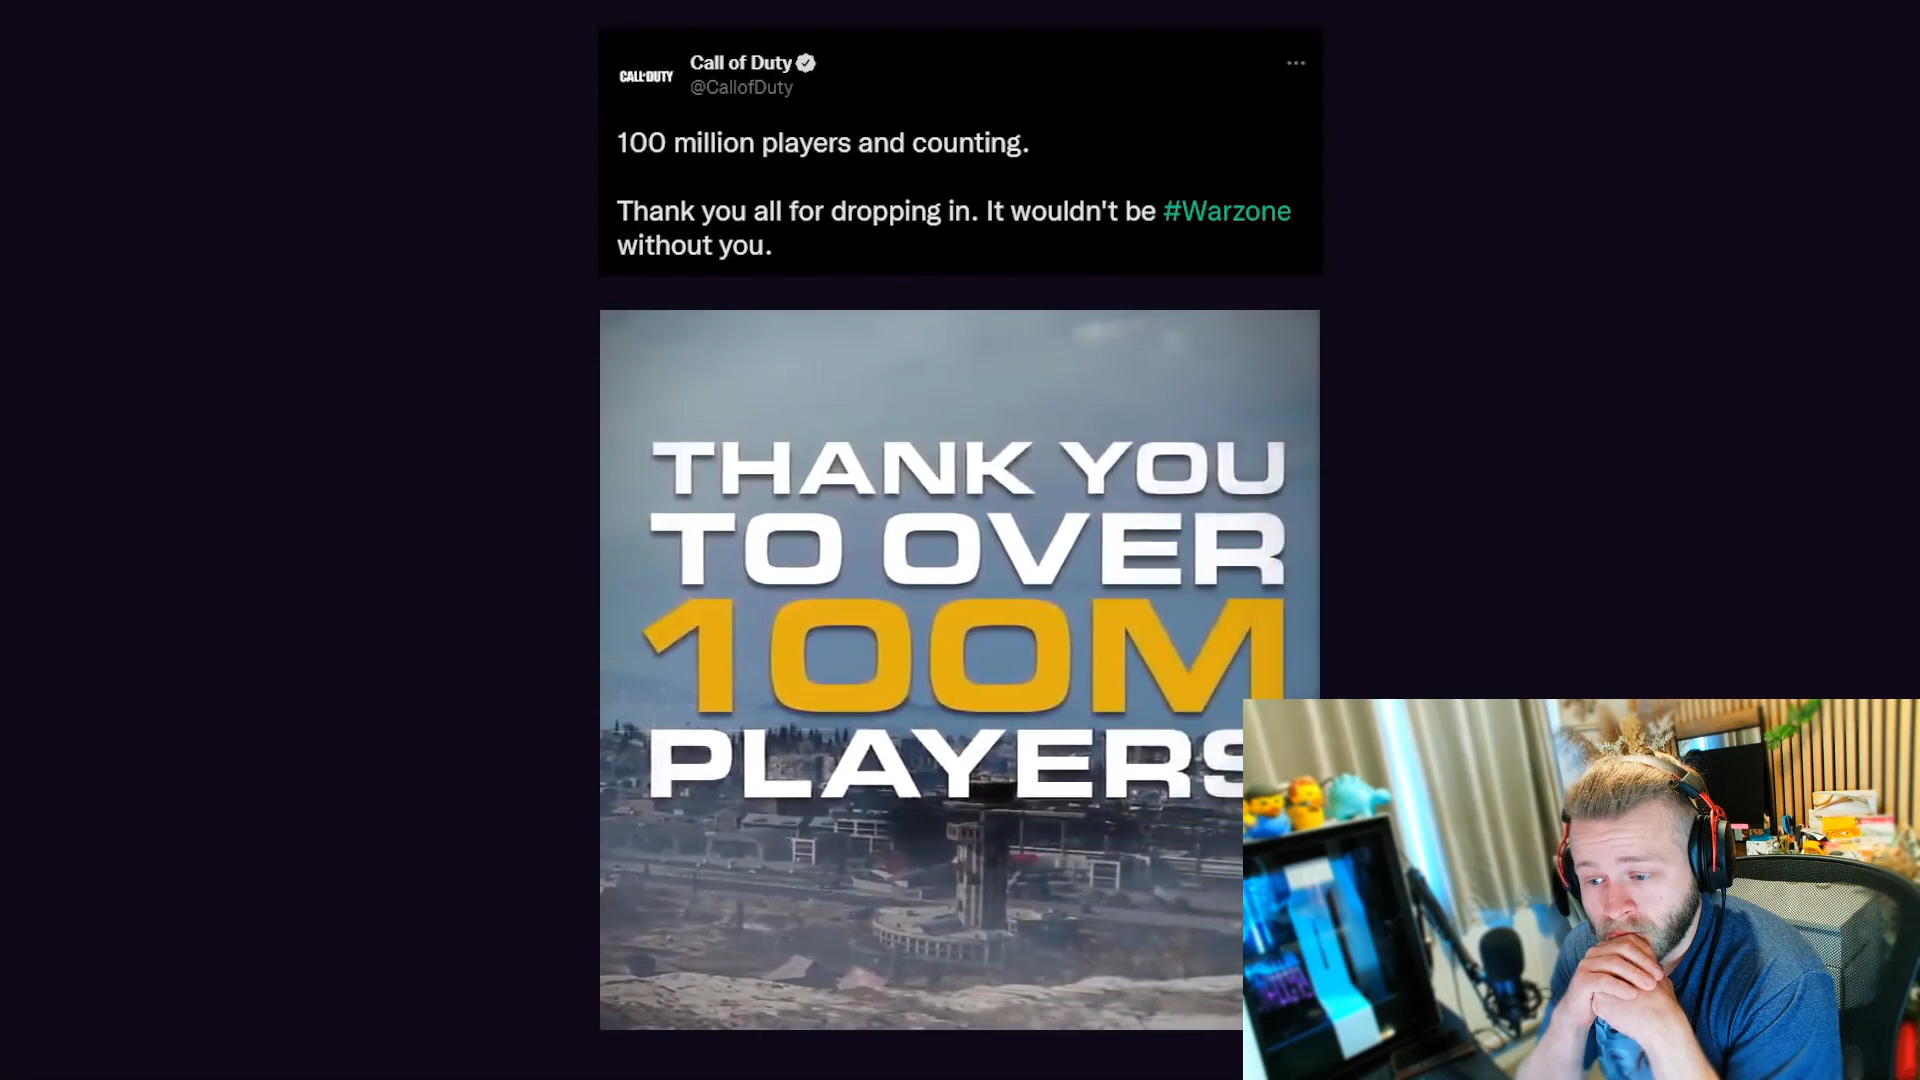 CALL OF DUTY
Call of Duty
@CallofDuty
100 million players and counting.
Thank you all for dropping in. It wouldn't be #Warzone
without you.
THANK YOU
TO OVER
100M
PLAYERS